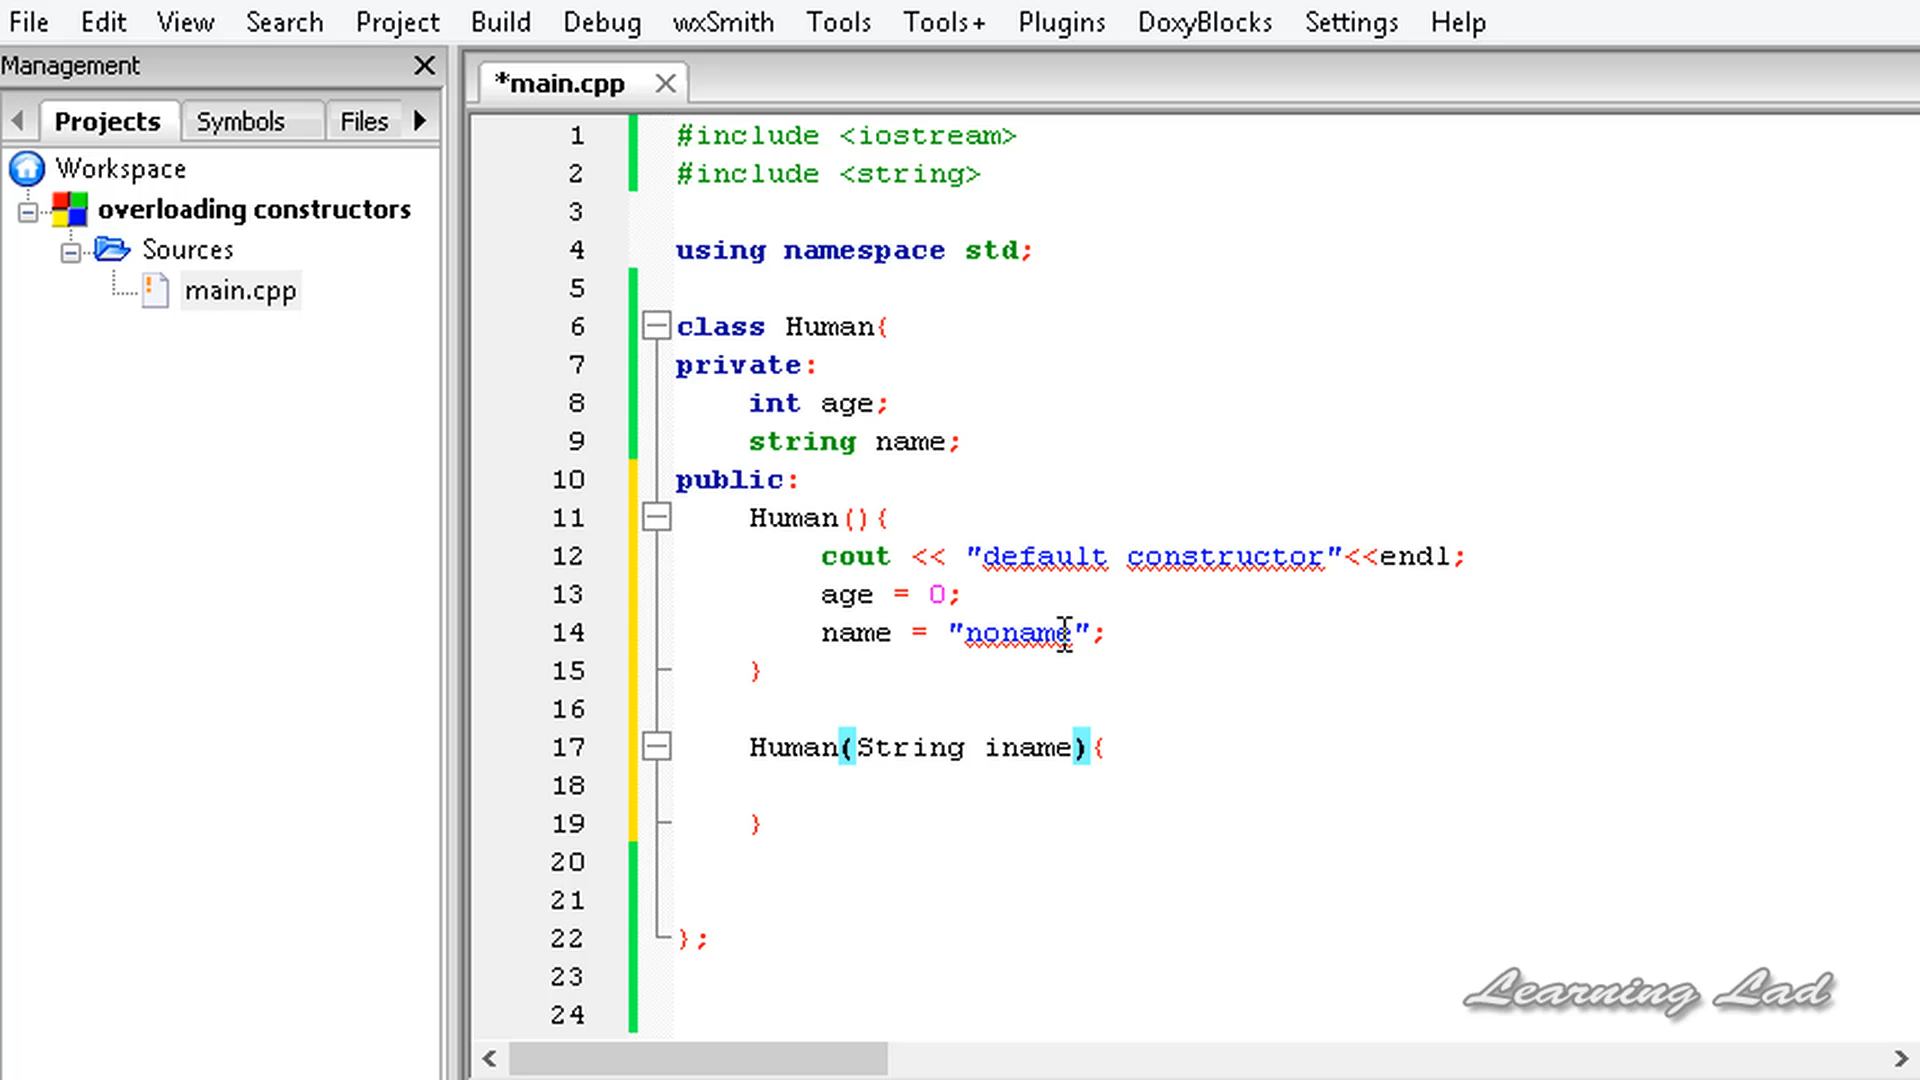 File Edit View Search Project Build Debug wxSmith Tools Tools+ Plugins DoxyBlocks Settings Help
Management
Projects Symbols Files
Workspace
overloading constructors
Sources
main.cpp
*main.cpp
1 #include <iostream>
2 #include <string>
3
4 using namespace std;
5
6 class Human{
7 private:
8 int age;
9 string name;
10 public:
11 Human(){
12 cout << "default constructor"<<endl;
13 age = 0;
14 name = "noname";
15 }
16
17 Human(String iname){
18
19 }
20
21
22 };
23
24
Learning Lad